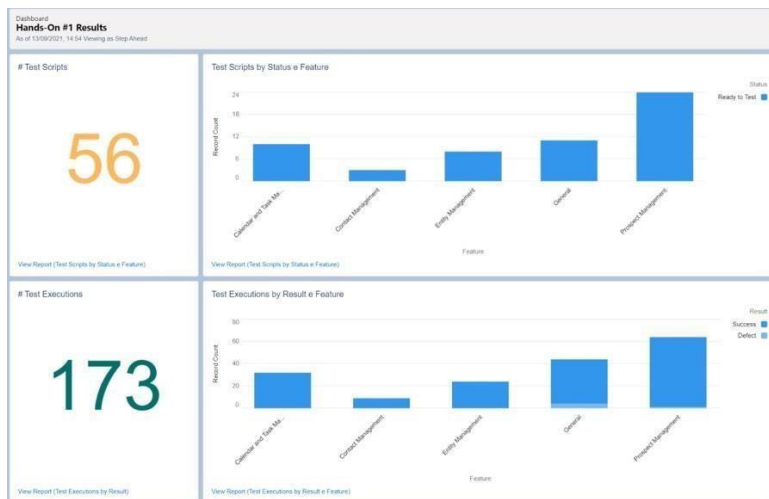 Dashboard
Hands-On #1 Results
As of 13/09/2021, 14:54 Viewing as Step Ahead
# Test Scripts
56
View Report (Test Scripts by Status e Feature)
Test Scripts by Status e Feature
Status
Ready to Test
Record Count
24
18
12
6
0
Calendar and Task Ma...
Contact Management
Entity Management
General
Prospect Management
Feature
View Report (Test Scripts by Status e Feature)
# Test Executions
173
View Report (Test Executions by Result)
Test Executions by Result e Feature
Result
Success
Defect
Record Count
80
60
40
20
0
Calendar and Task Ma...
Contact Management
Entity Management
General
Prospect Management
Feature
View Report (Test Executions by Result e Feature)